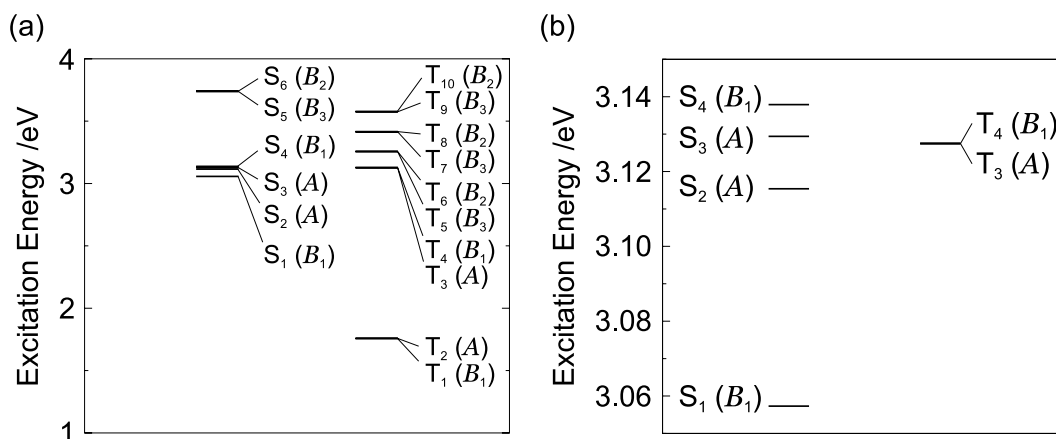 (a)
Excitation Energy /eV
4
3
2
1
S₆ (B₂)
S₅ (B₃)
S₄ (B₁)
S₃ (A)
S₂ (A)
S₁ (B₁)
T₁₀ (B₂)
T₉ (B₃)
T₈ (B₂)
T₇ (B₃)
T₆ (B₂)
T₅ (B₃)
T₄ (B₁)
T₃ (A)
T₂ (A)
T₁ (B₁)
(b)
Excitation Energy /eV
3.14
3.12
3.10
3.08
3.06
S₄ (B₁)
S₃ (A)
S₂ (A)
S₁ (B₁)
T₄ (B₁)
T₃ (A)